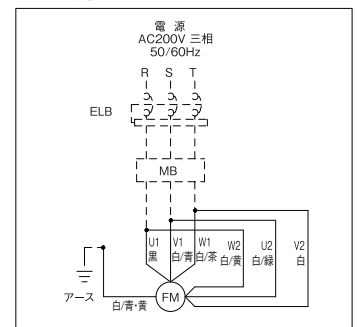 電 源
AC200V 三相
50/60Hz
R S T
ELB
MB
U1 V1 W1 W2 U2 V2
黒 白/青 白/茶 白/黄 白/緑 白
アース
白/青・黄
FM